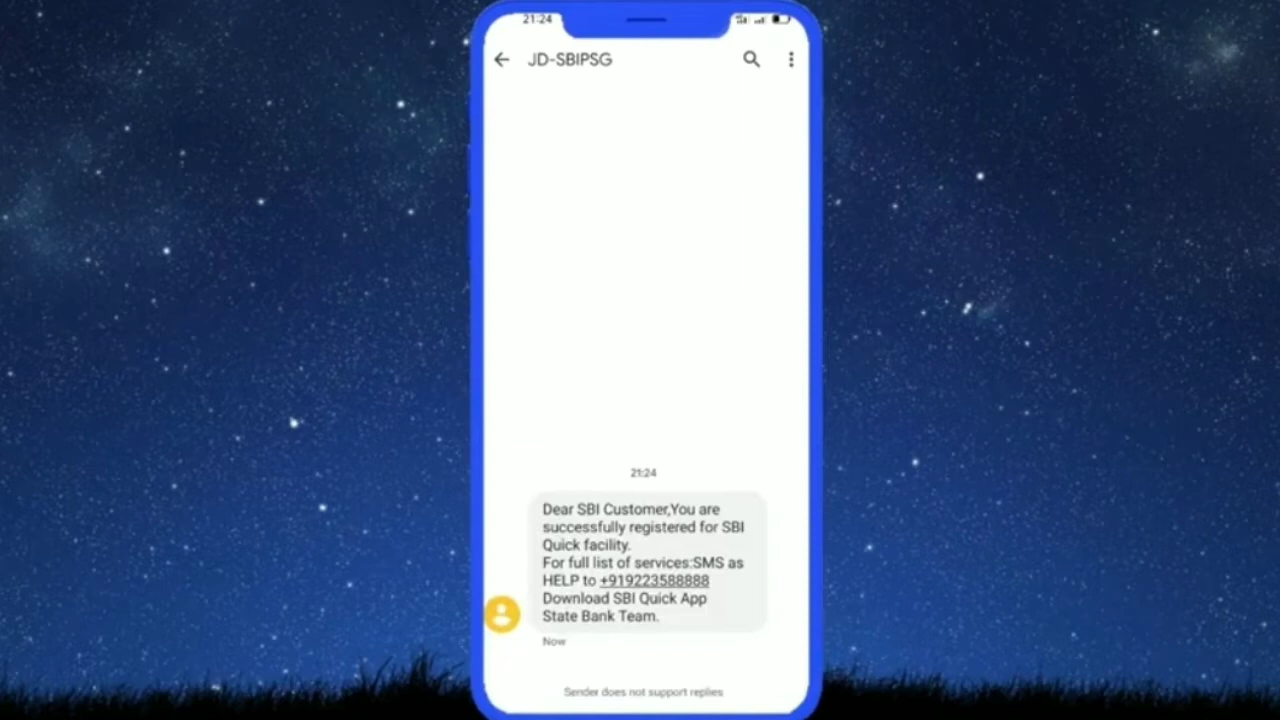 21:24
JD-SBIPSG
21:24
Dear SBI Customer,You are
successfully registered for SBI
Quick facility.
For full list of services:SMS as
HELP to +919223588888
Download SBI Quick App
State Bank Team.
Now
Sender does not support replies